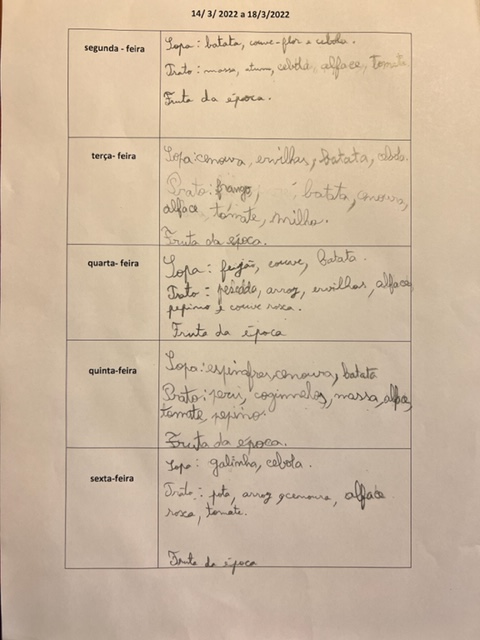 14/ 3/ 2022 a 18/3/2022
segunda - feira
Sopa: batata, couve-flor e cebola.
Prato: massa, atum, cebola, alface, tomate
Fruta da época.
terça- feira
Sopa: cenoura, ervilhas, batata, cebola.
Prato: frango, batata, cenoura,
alface, tomate, milho.
Fruta da época.
quarta- feira
Sopa: feijão, couve, batata.
Prato: pescada, arroz, ervilhas, alface,
pepino e couve roxa.
Fruta da época
quinta-feira
Sopa: espinafres, cenoura, batata
Prato: peru, coginmelos, massa, alface,
tomate, pepino.
Fruta da época.
sexta-feira
Sopa: galinha, cebola.
Prato: pota, arroz, cenoura, alface
roxa, tomate.
Fruta da época